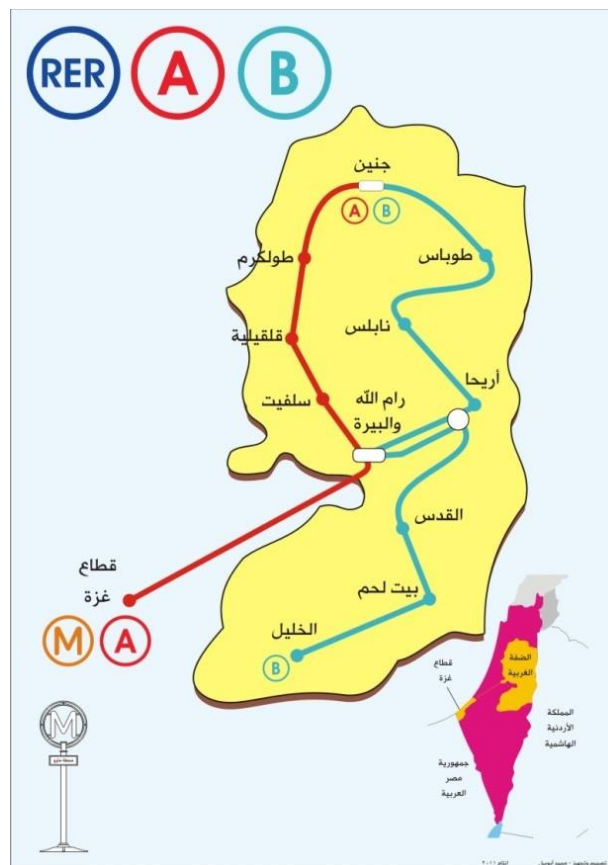 RER A B
جنين
A B
طولكرم
طوباس
نابلس
قلقيلية
أريحا
سلفيت
رام الله
والبيرة
القدس
قطاع
غزة
M A
بيت لحم
الخليل
B
M
الضفة
الغربية
قطاع
غزة
المملكة
الأردنية
الهاشمية
جمهورية
مصر
العربية
٢٠١١